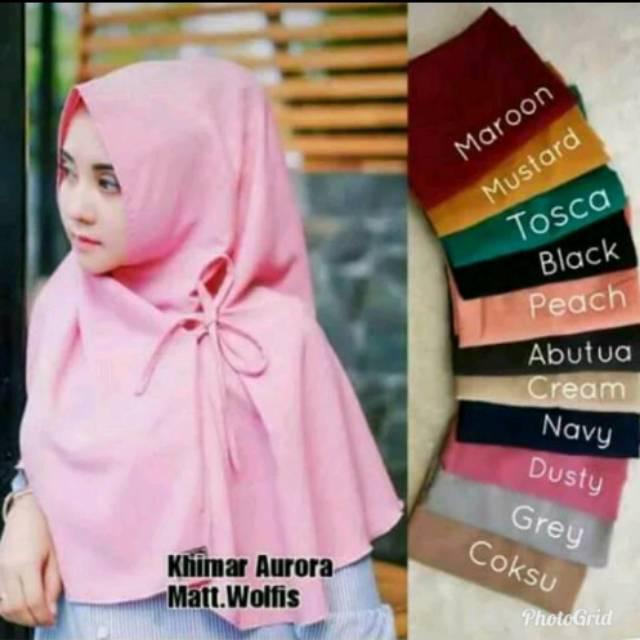 Khimar Aurora
Matt.Wolfis
Maroon
Mustard
Tosca
Black
Peach
Abutua
Cream
Navy
Dusty
Grey
Coksu
PhotoGrid